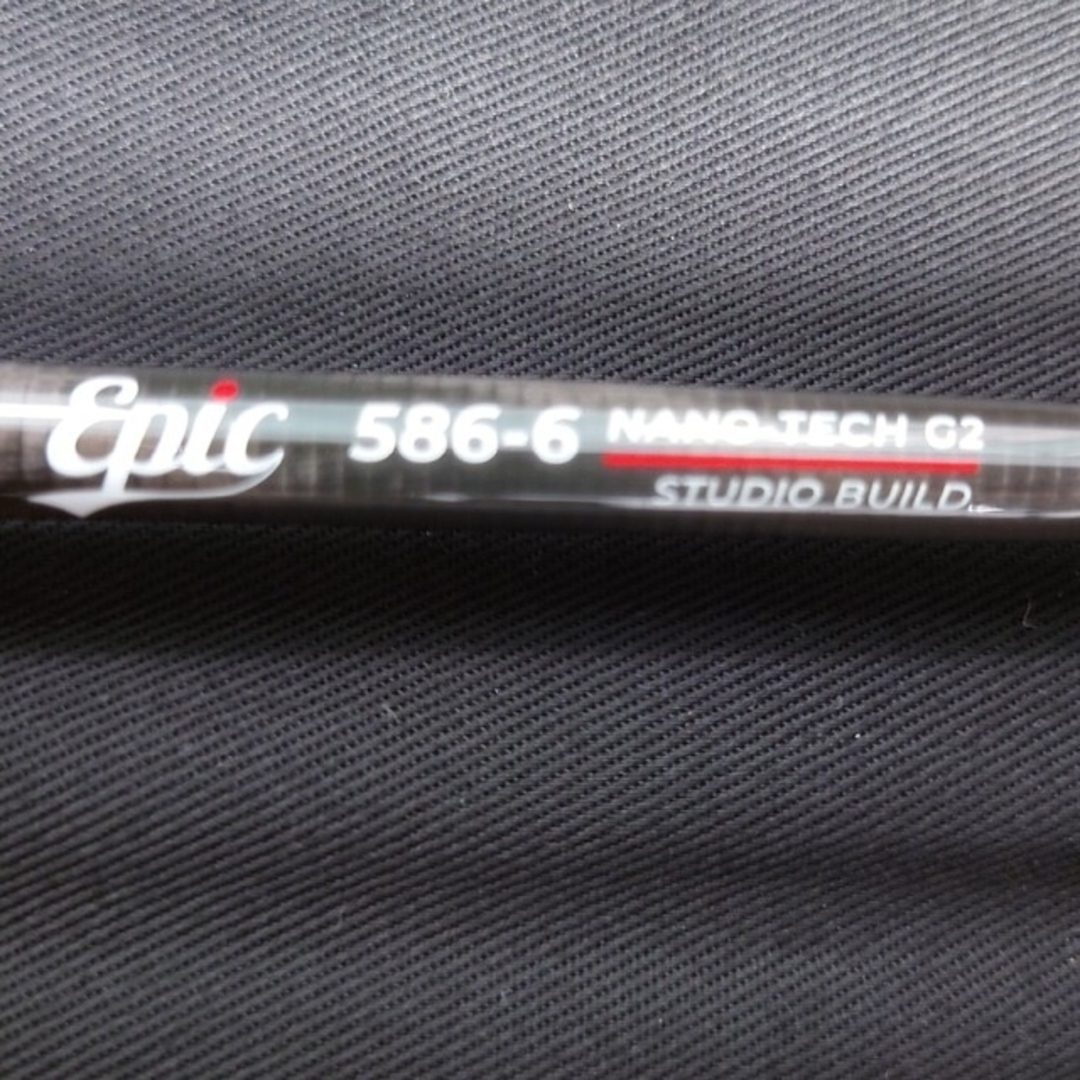 Epic 586-6 NANO-TECH G2
STUDIO BUILD